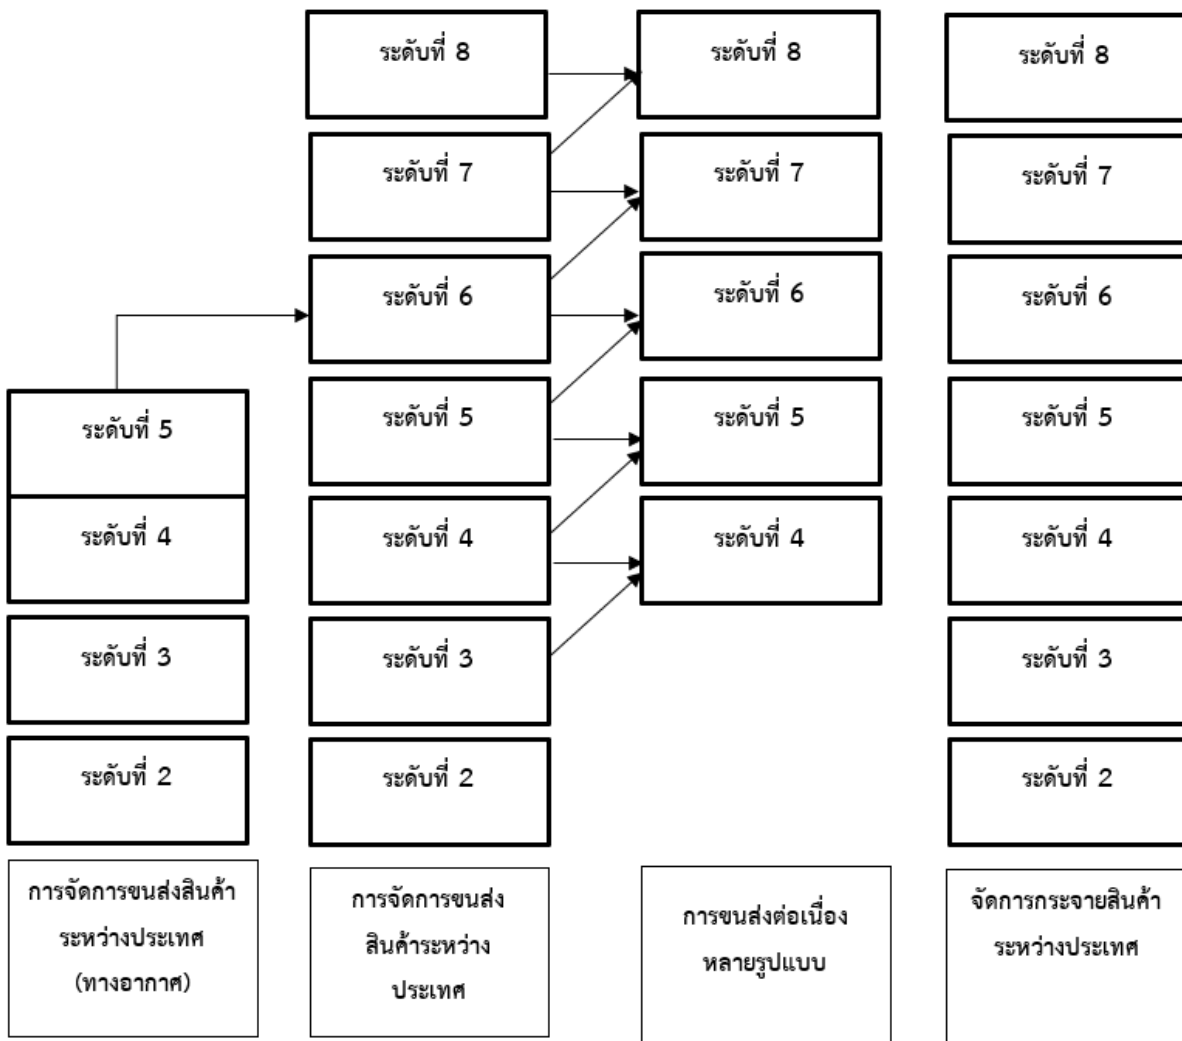 ระดับที่ 8
ระดับที่ 8
ระดับที่ 8
ระดับที่ 7
ระดับที่ 7
ระดับที่ 7
ระดับที่ 6
ระดับที่ 6
ระดับที่ 6
ระดับที่ 5
ระดับที่ 5
ระดับที่ 5
ระดับที่ 5
ระดับที่ 4
ระดับที่ 4
ระดับที่ 4
ระดับที่ 4
ระดับที่ 3
ระดับที่ 3
ระดับที่ 3
ระดับที่ 2
ระดับที่ 2
ระดับที่ 2
การจัดการขนส่งสินค้า
ระหว่างประเทศ
(ทางอากาศ)
การจัดการขนส่ง
สินค้าระหว่าง
ประเทศ
การขนส่งต่อเนื่อง
หลายรูปแบบ
จัดการกระจายสินค้า
ระหว่างประเทศ